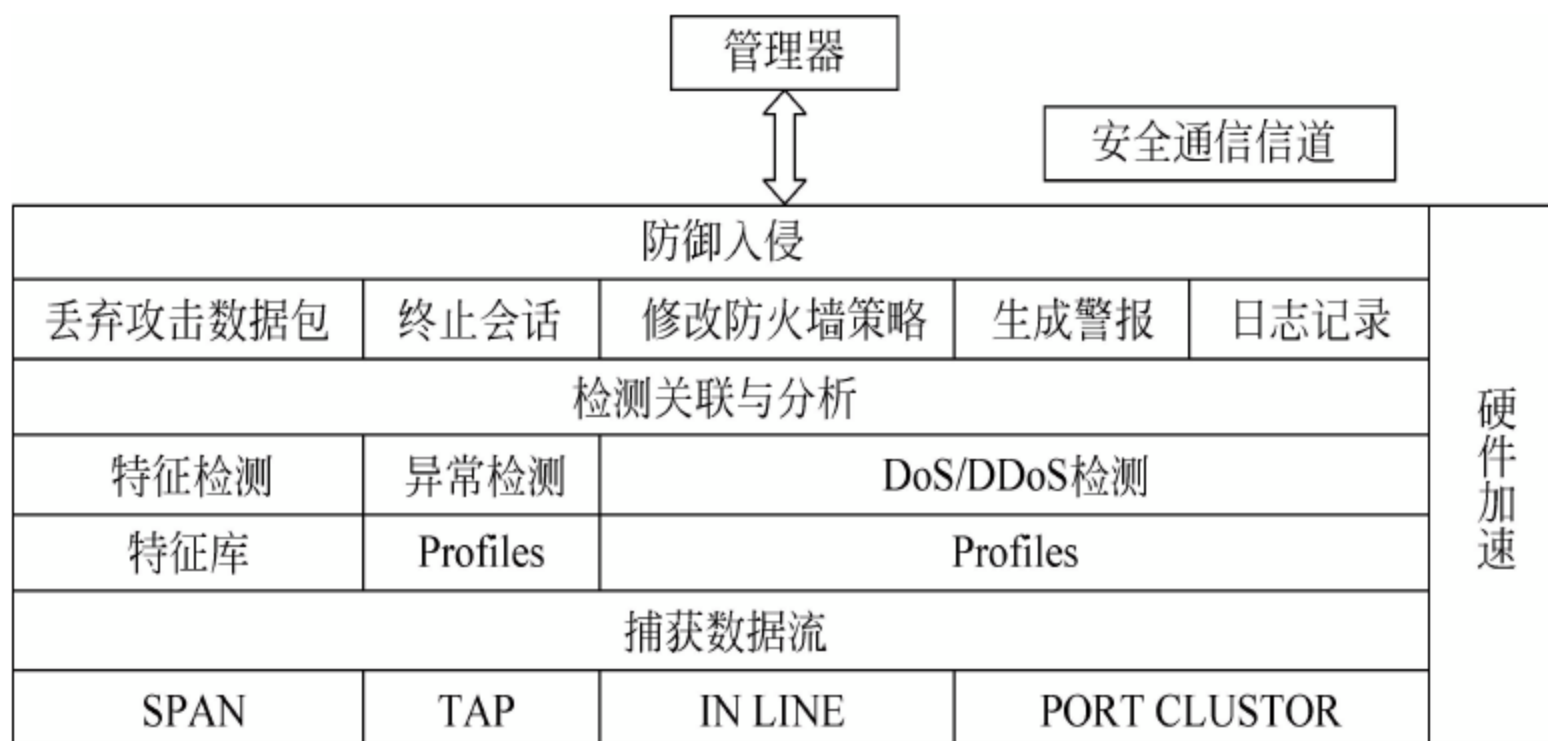 管理器
安全通信信道
防御入侵
丢弃攻击数据包 终止会话 修改防火墙策略 生成警报 日志记录
检测关联与分析
特征检测 异常检测 DoS/DDoS检测
特征库 Profiles Profiles
捕获数据流
SPAN TAP IN LINE PORT CLUSTOR
硬件加速